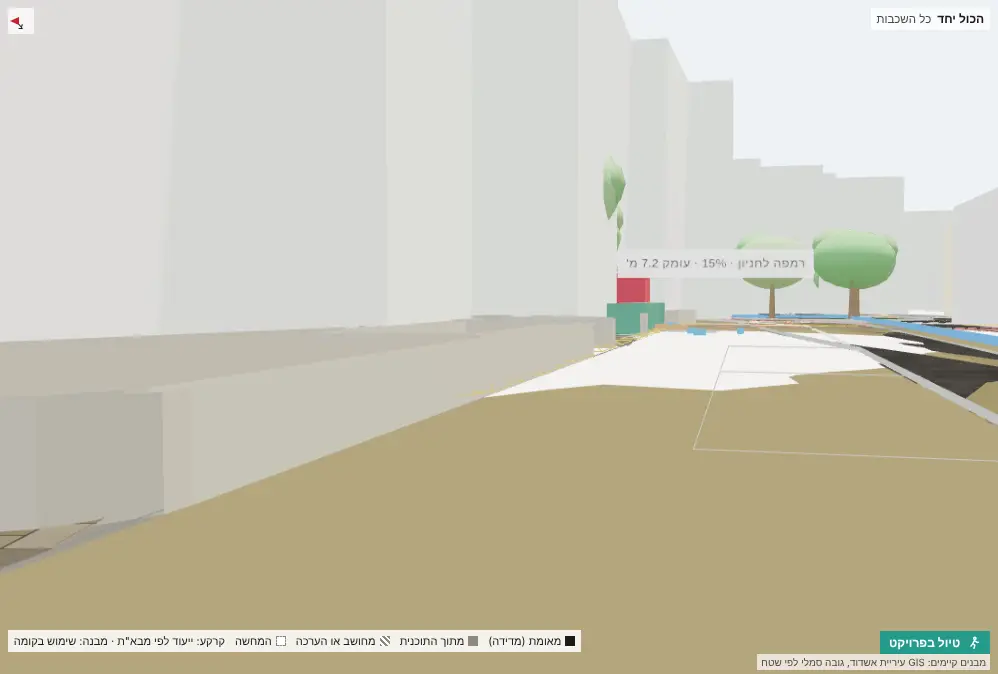 הכול יחד כל השכבות
רמפה לחניון · 15% · עומק 7.2 מ'
מאומת (מדידה) מתוך התוכנית מחושב או הערכה המחשה קרקע: ייעוד לפי מבא"ת · מבנה: שימוש בקומה
טיול בפרויקט
מבנים קיימים: GIS עיריית אשדוד, גובה סמלי לפי שטח